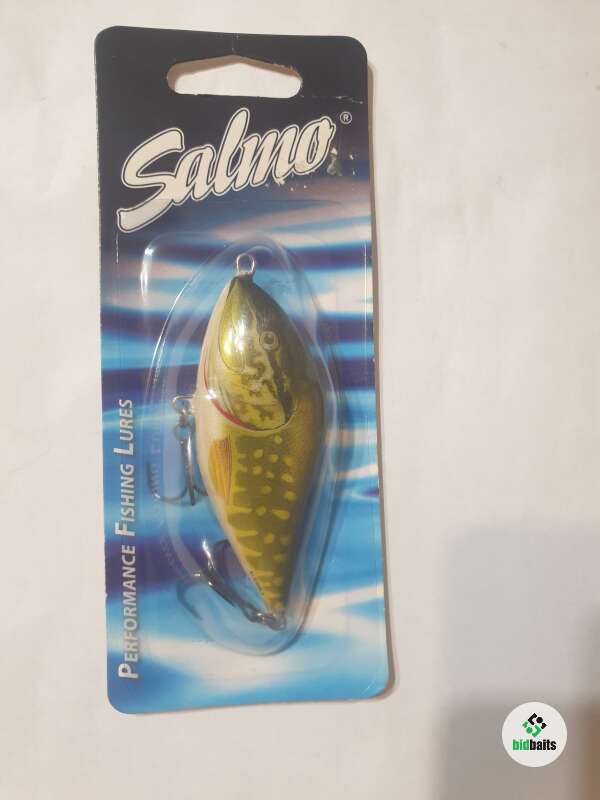 Salmo®
PERFORMANCE FISHING LURES
bidbaits